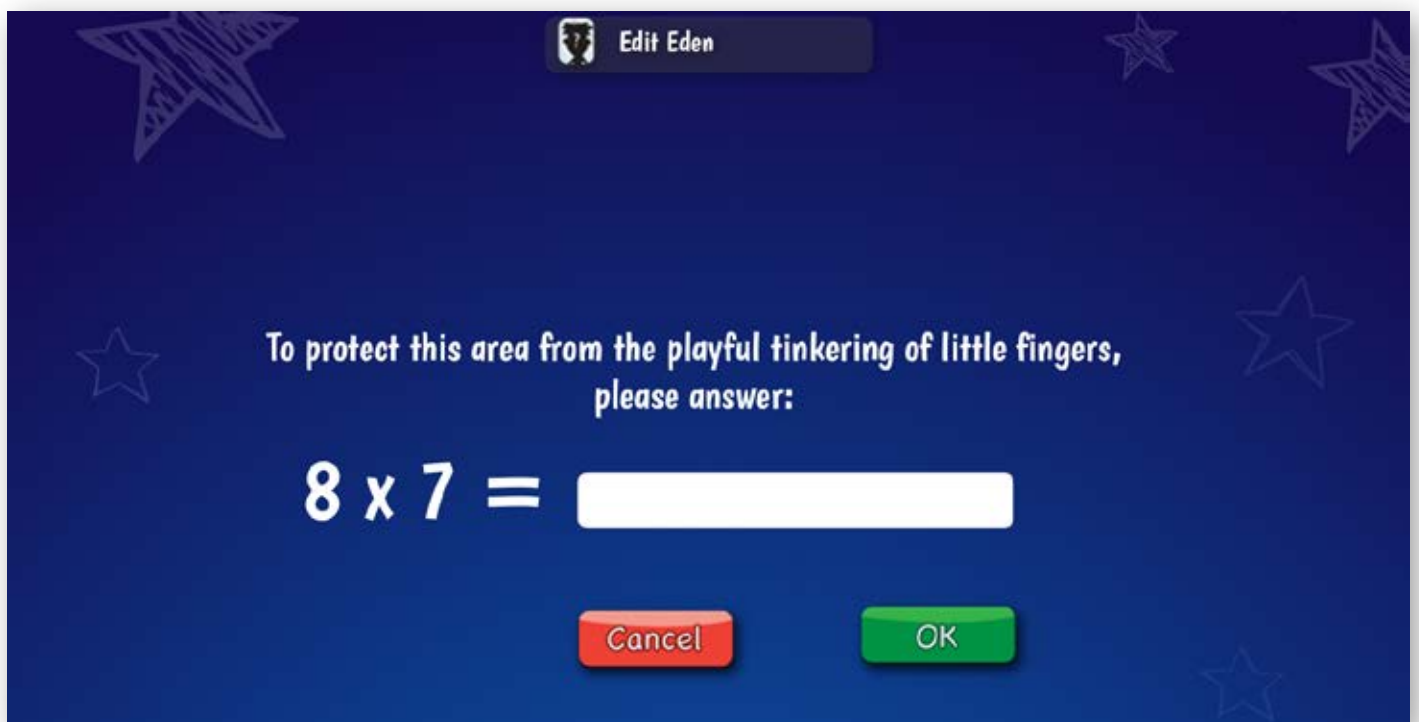 Edit Eden
To protect this area from the playful tinkering of little fingers,
please answer:
8 x 7 =
Cancel
OK